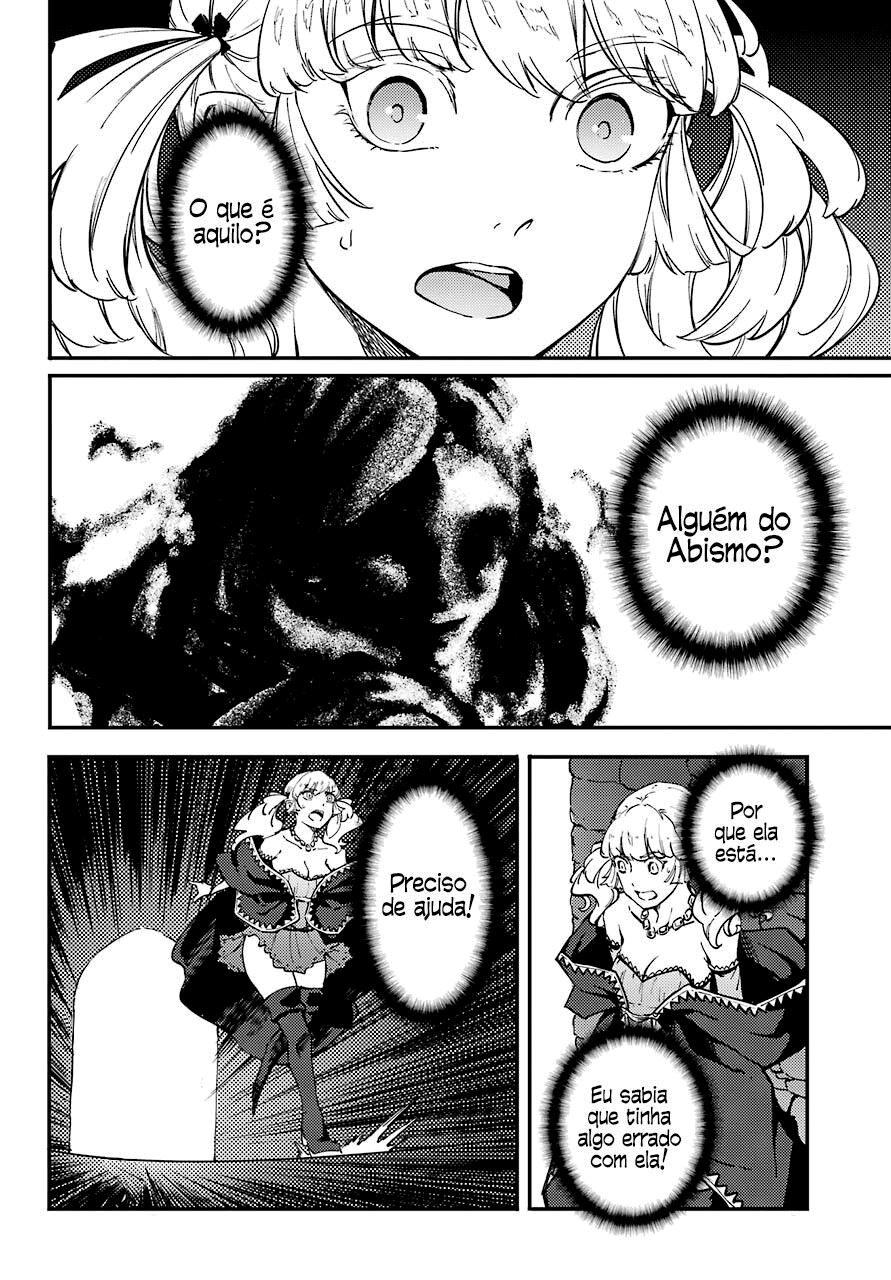 O que é
aquilo?
Alguém do
Abismo?
Por
que ela
está...
Eu sabia
que tinha
algo errado
com ela!
Preciso
de ajuda!